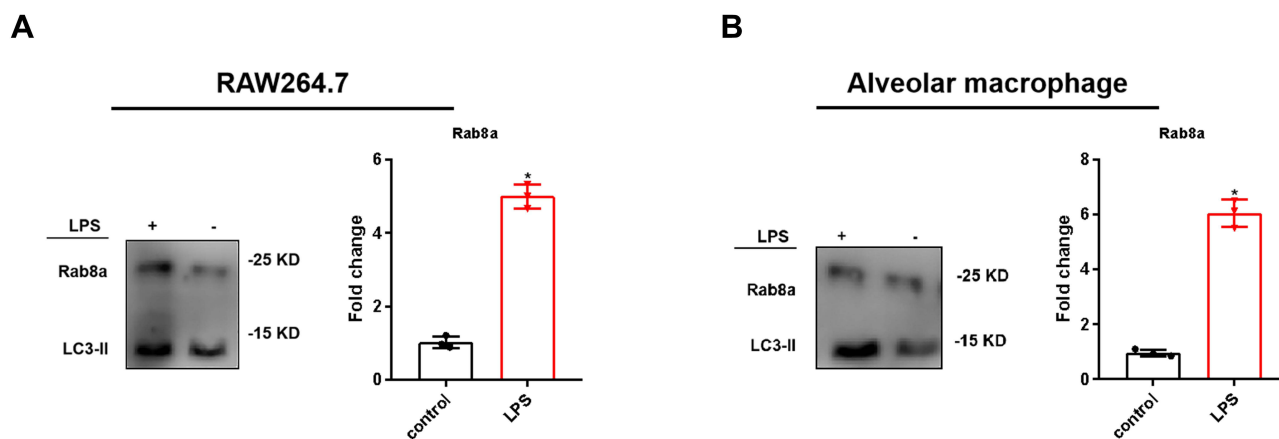 A
RAW264.7
LPS + -
Rab8a -25 KD
LC3-II -15 KD
Rab8a
Fold change
6
4
2
0
*
control
LPS
B
Alveolar macrophage
LPS + -
-25 KD
Rab8a
LC3-II -15 KD
Rab8a
Fold change
8
6
4
2
0
*
control
LPS